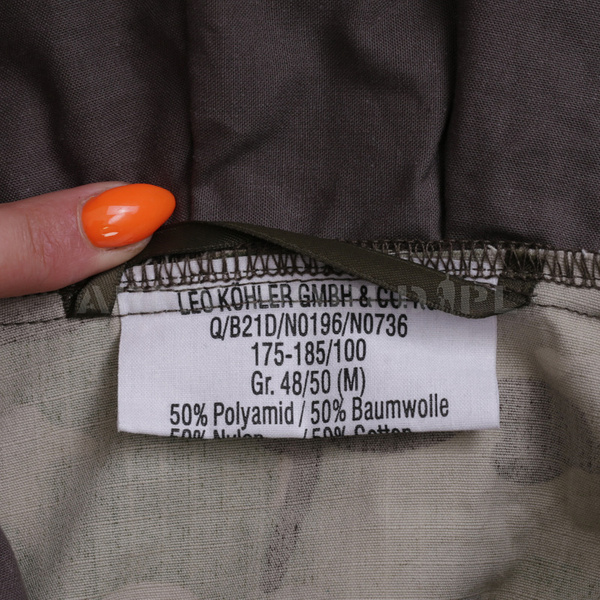 LEO KÖHLER GMBH & CO. KG
Q/B21D/N0196/N0736
175-185/100
Gr. 48/50 (M)
50% Polyamid / 50% Baumwolle
50% Nylon / 50% Cotton